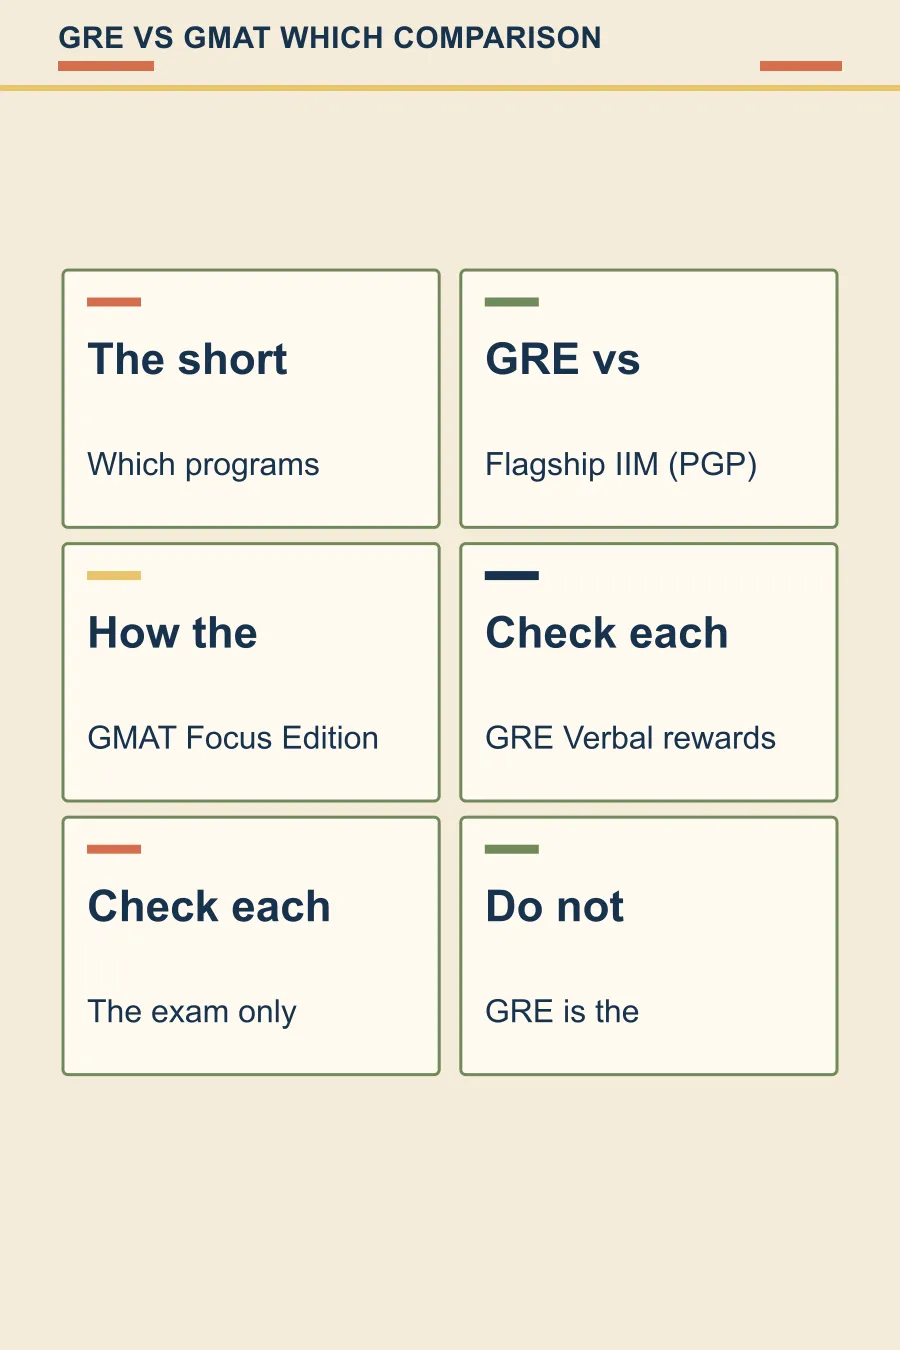 GRE VS GMAT WHICH COMPARISON
The short
Which programs
GRE vs
Flagship IIM (PGP)
How the
GMAT Focus Edition
Check each
GRE Verbal rewards
Check each
The exam only
Do not
GRE is the